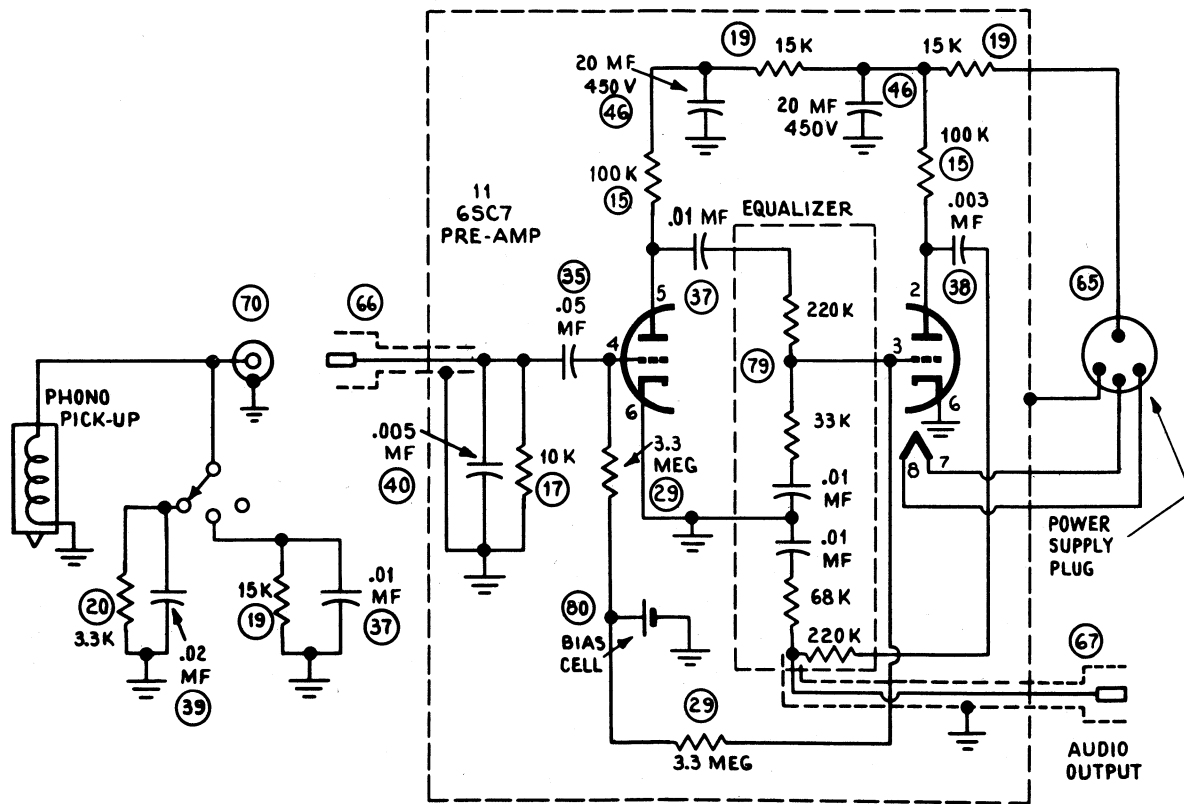 19
15K
15K
19
20 MF
450V
46
46
20 MF
450V
100K
15
100K
15
11
6SC7
PRE-AMP
EQUALIZER
.003
MF
.01 MF
37
38
35
.05
MF
5
2
65
70
66
4
220K
3
79
6
6
PHONO
PICK-UP
.005
MF
40
10K
17
3.3
MEG
29
33K
.01
MF
8
7
.01
MF
POWER
SUPPLY
PLUG
20
3.3K
.02
MF
39
15K
19
.01
MF
37
80
BIAS
CELL
68K
220K
67
29
3.3 MEG
AUDIO
OUTPUT